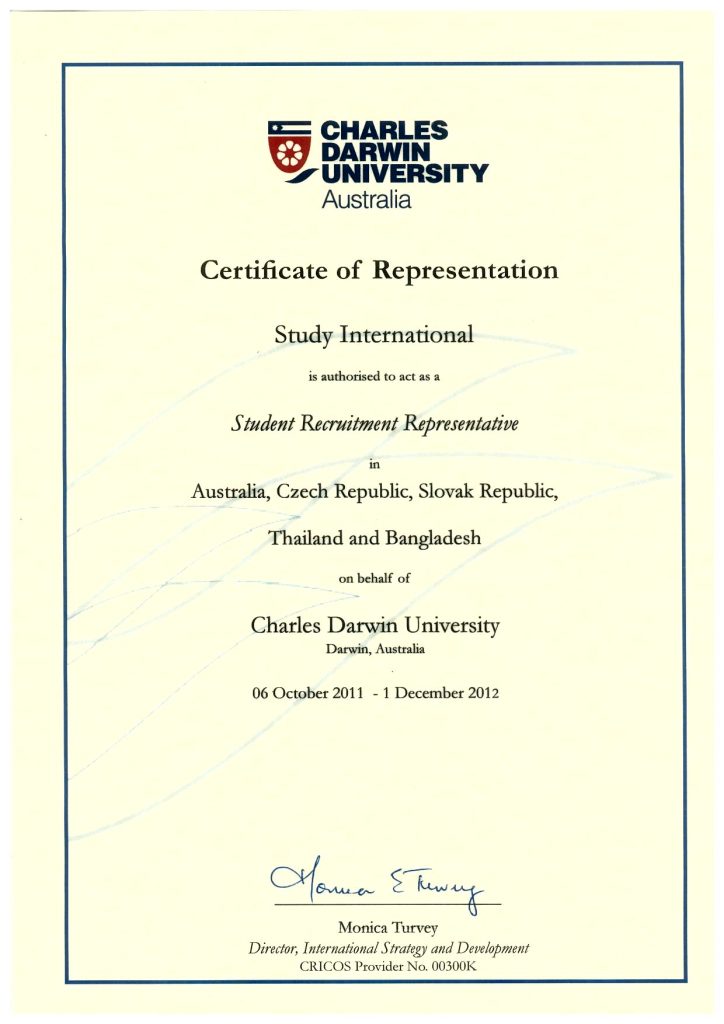 CHARLES
DARWIN
UNIVERSITY
Australia
Certificate of Representation
Study International
is authorised to act as a
Student Recruitment Representative
in
Australia, Czech Republic, Slovak Republic,
Thailand and Bangladesh
on behalf of
Charles Darwin University
Darwin, Australia
06 October 2011 - 1 December 2012
Monica E Turvey
Monica Turvey
Director, International Strategy and Development
CRICOS Provider No. 00300K